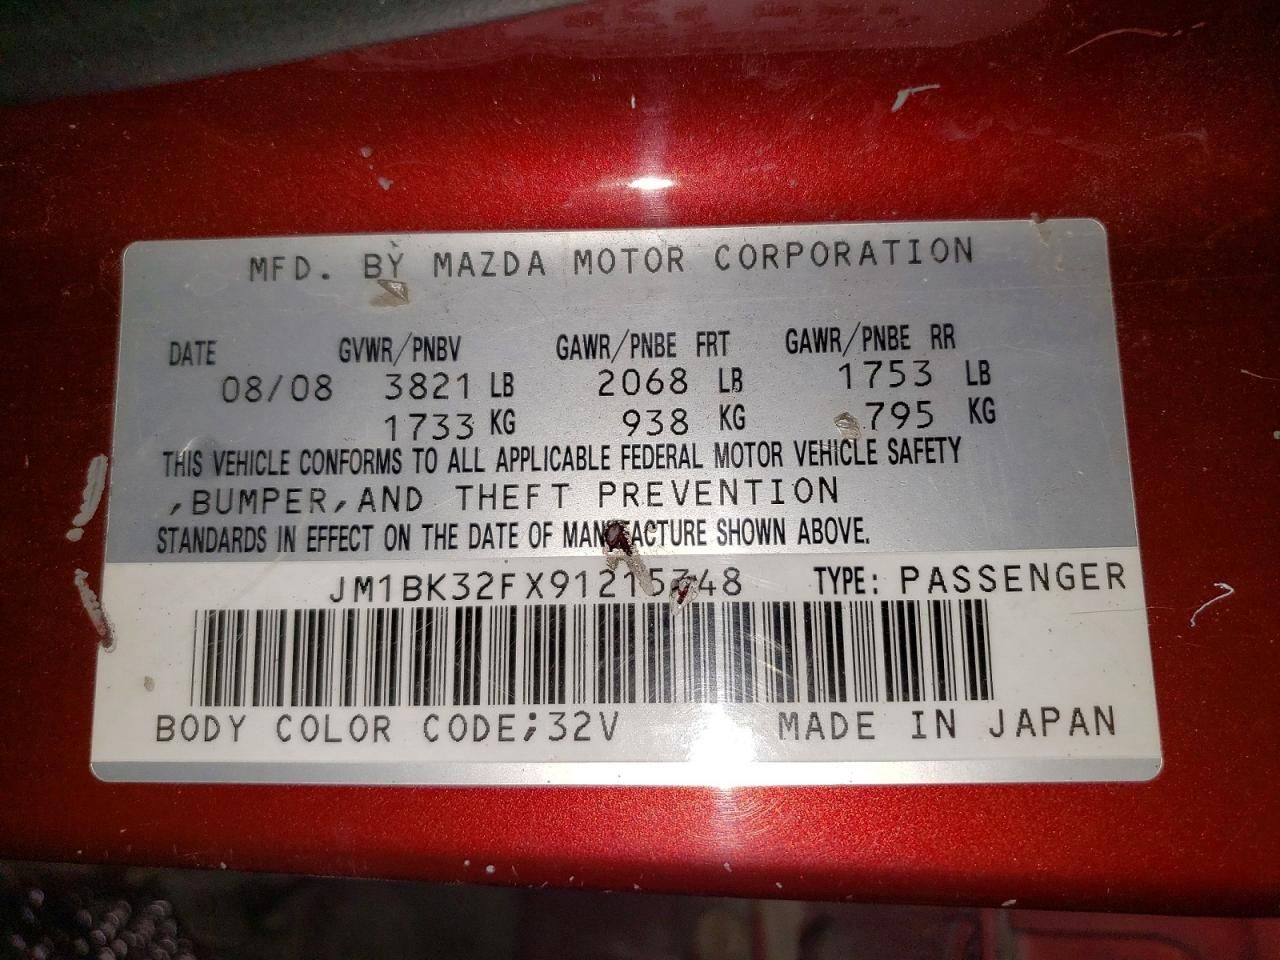 MFD. BY MAZDA MOTOR CORPORATION
DATE GVWR/PNBV GAWR/PNBE FRT GAWR/PNBE RR
08/08 3821 LB 2068 LB 1753 LB
1733 KG 938 KG 795 KG
THIS VEHICLE CONFORMS TO ALL APPLICABLE FEDERAL MOTOR VEHICLE SAFETY
,BUMPER,AND THEFT PREVENTION
STANDARDS IN EFFECT ON THE DATE OF MANUFACTURE SHOWN ABOVE.
JM1BK32FX91215348 TYPE: PASSENGER
BODY COLOR CODE;32V MADE IN JAPAN